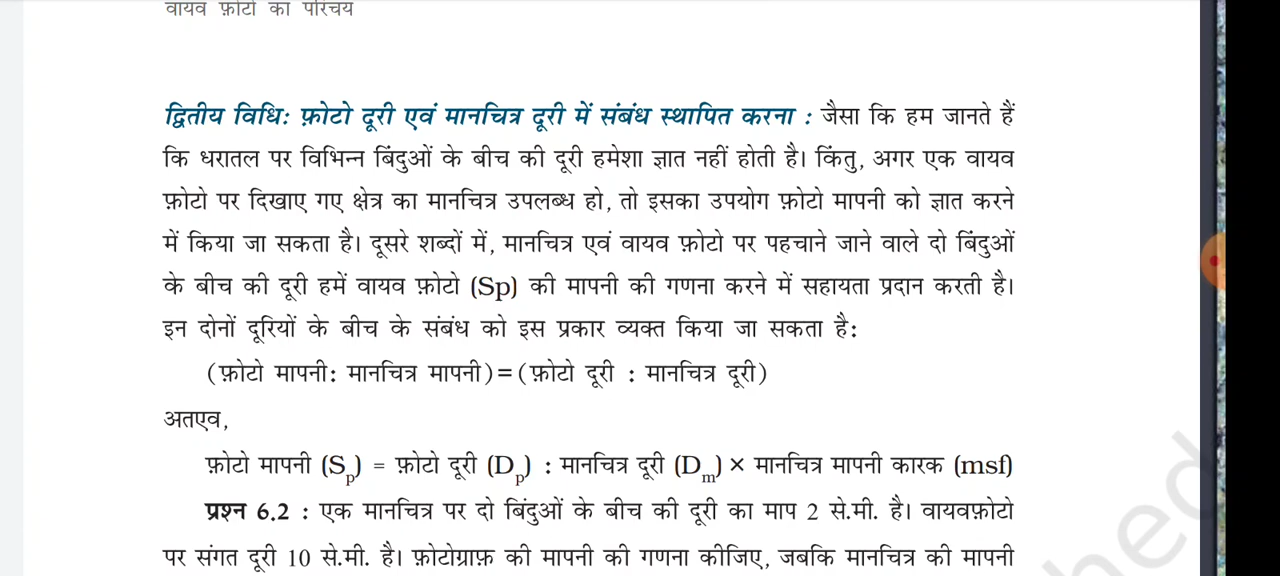 वायव फ़ोटो का परिचय
द्वितीय विधिः फ़ोटो दूरी एवं मानचित्र दूरी में संबंध स्थापित करना : जैसा कि हम जानते हैं
कि धरातल पर विभिन्न बिंदुओं के बीच की दूरी हमेशा ज्ञात नहीं होती है। किंतु, अगर एक वायव
फ़ोटो पर दिखाए गए क्षेत्र का मानचित्र उपलब्ध हो, तो इसका उपयोग फ़ोटो मापनी को ज्ञात करने
में किया जा सकता है। दूसरे शब्दों में, मानचित्र एवं वायव फ़ोटो पर पहचाने जाने वाले दो बिंदुओं
के बीच की दूरी हमें वायव फ़ोटो (Sp) की मापनी की गणना करने में सहायता प्रदान करती है।
इन दोनों दूरियों के बीच के संबंध को इस प्रकार व्यक्त किया जा सकता है:
(फ़ोटो मापनी: मानचित्र मापनी)=(फ़ोटो दूरी : मानचित्र दूरी)
अतएव,
फ़ोटो मापनी (Sp) = फ़ोटो दूरी (Dp) : मानचित्र दूरी (Dm) × मानचित्र मापनी कारक (msf)
प्रश्न 6.2 : एक मानचित्र पर दो बिंदुओं के बीच की दूरी का माप 2 से.मी. है। वायवफ़ोटो
पर संगत दूरी 10 से.मी. है। फ़ोटोग्राफ़ की मापनी की गणना कीजिए, जबकि मानचित्र की मापनी
hed